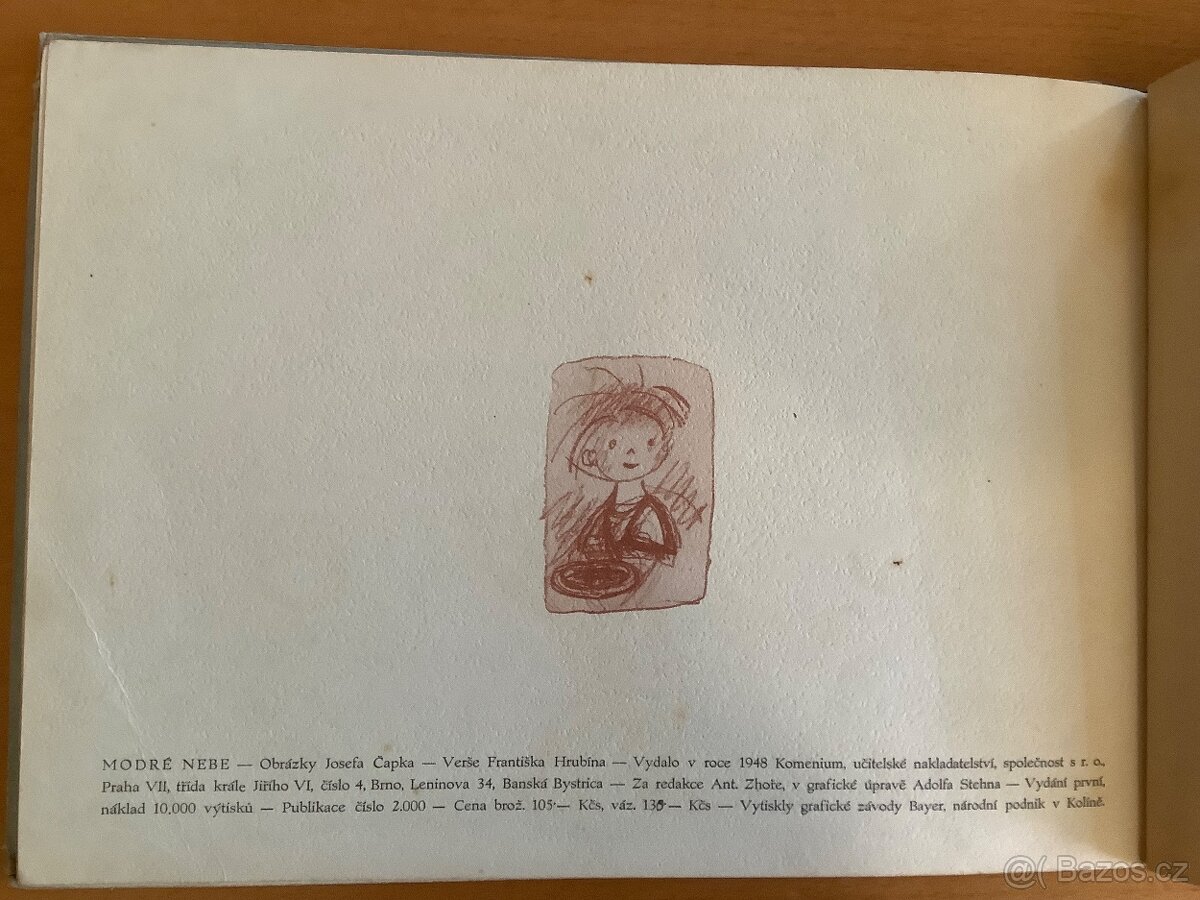 MODRÉ NEBE — Obrázky Josefa Čapka — Verše Františka Hrubína — Vydalo v roce 1948 Komenium, učitelské nakladatelství, společnost s r. o.,
Praha VII, třída krále Jiřího VI, číslo 4, Brno, Leninova 34, Banská Bystrica — Za redakce Ant. Zhoře, v grafické úpravě Adolfa Stehna — Vydání první,
náklad 10.000 výtisků — Publikace číslo 2.000 — Cena brož. 105·— Kčs, váz. 130·— Kčs — Vytiskly grafické závody Bayer, národní podnik v Kolíně.
@( Bazos.cz